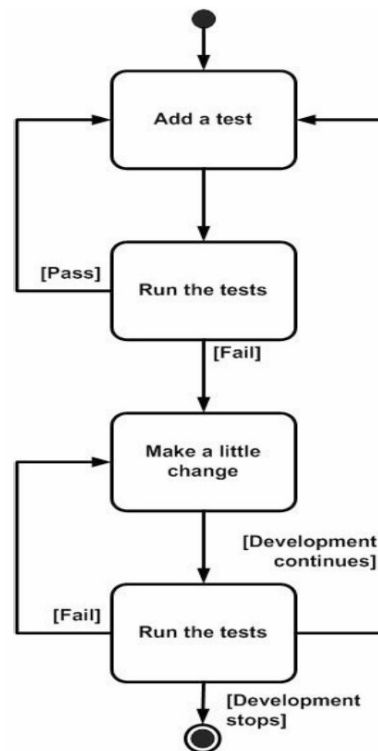 Add a test
[Pass]
Run the tests
[Fail]
Make a little
change
[Development
continues]
[Fail]
Run the tests
[Development
stops]